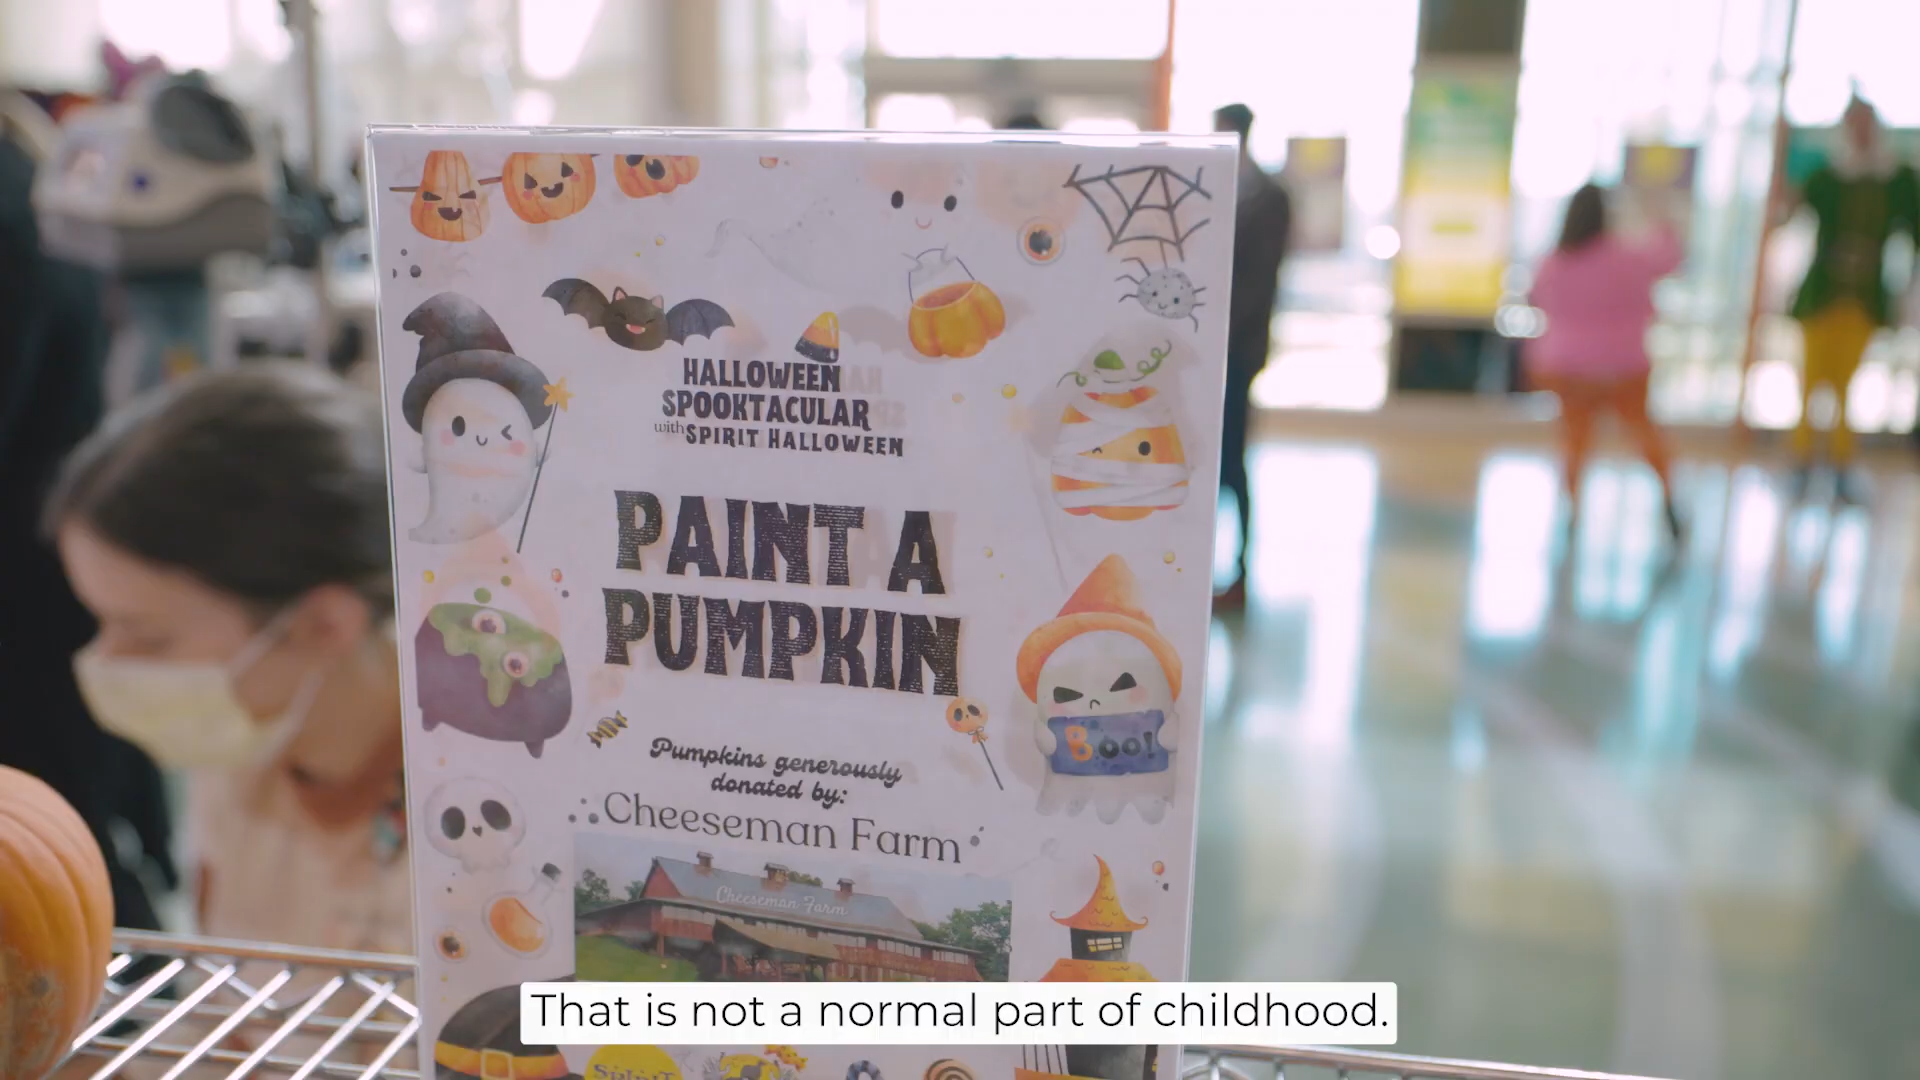 HALLOWEEN
SPOOKTACULAR
with SPIRIT HALLOWEEN
PAINT A
PUMPKIN
Boo!
Pumpkins generously
donated by:
Cheeseman Farm
Cheeseman Farm
That is not a normal part of childhood.
SPIRIT